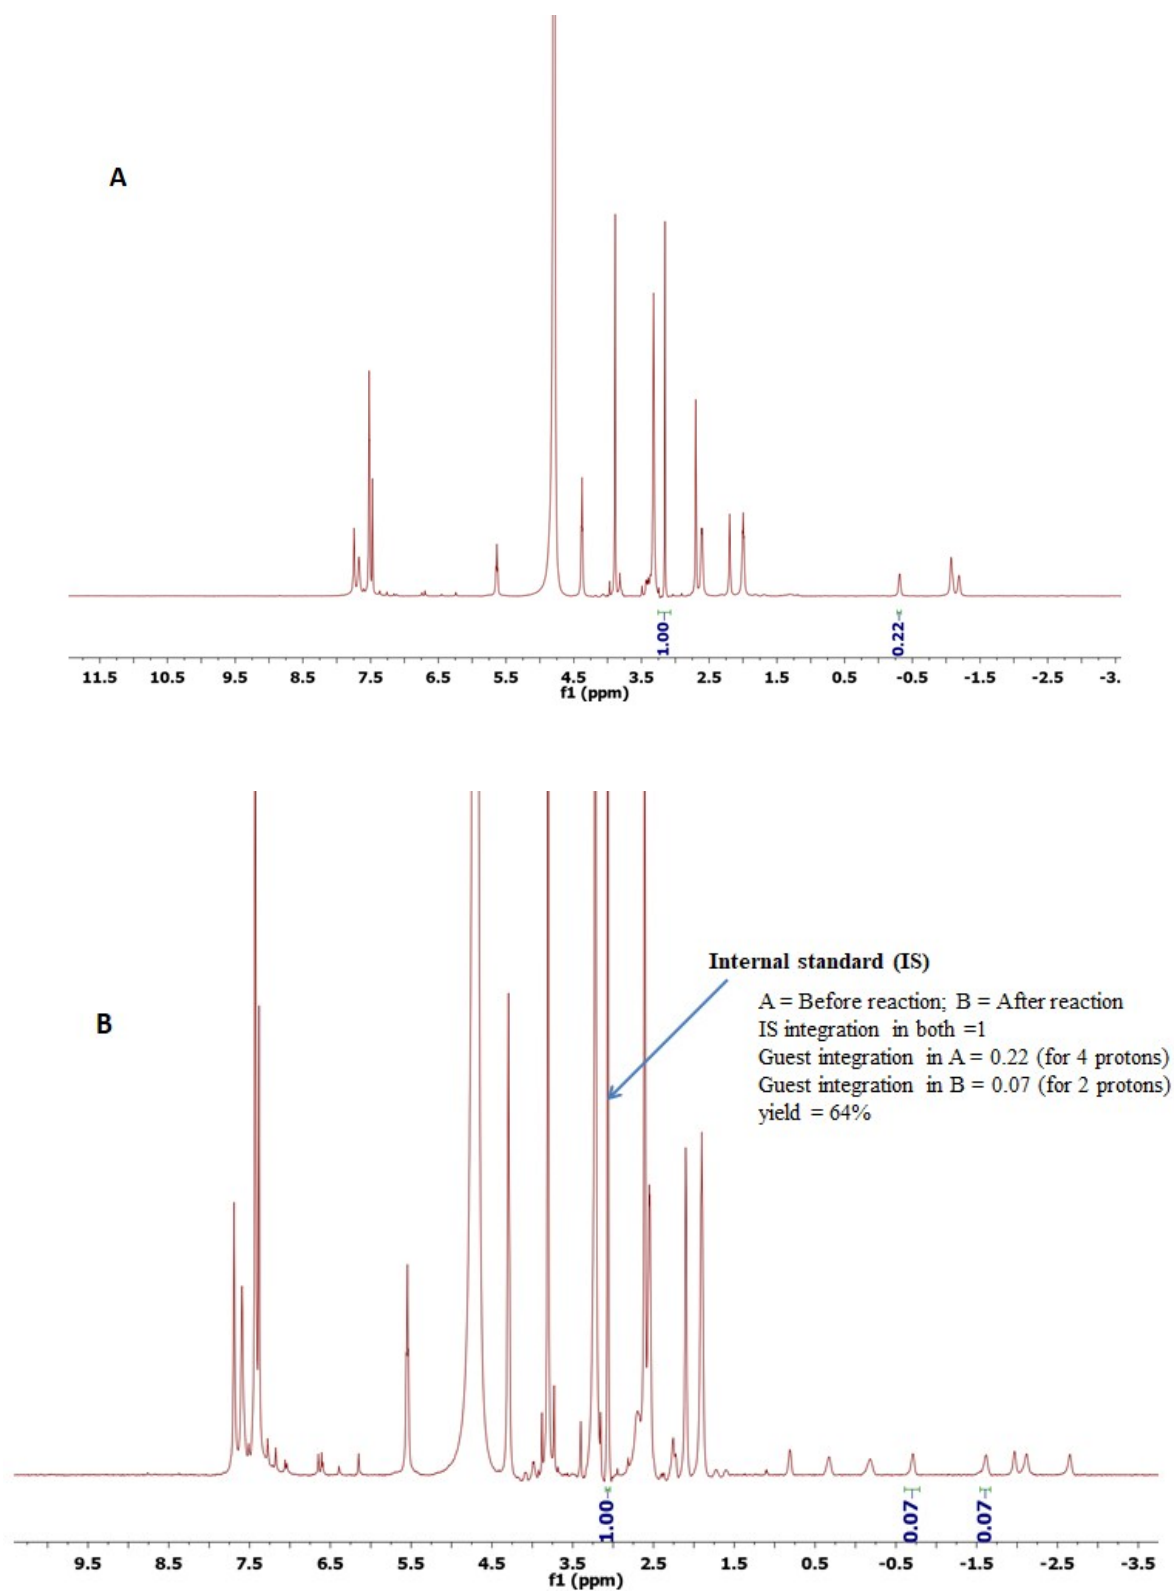 A
1.00
0.22
11.5 10.5 9.5 8.5 7.5 6.5 5.5 4.5 3.5 2.5 1.5 0.5 -0.5 -1.5 -2.5 -3.
f1 (ppm)
Internal standard (IS)
A = Before reaction; B = After reaction
IS integration in both =1
Guest integration in A = 0.22 (for 4 protons)
Guest integration in B = 0.07 (for 2 protons)
yield = 64%
B
1.00
0.07
0.07
9.5 8.5 7.5 6.5 5.5 4.5 3.5 2.5 1.5 0.5 -0.5 -1.5 -2.5 -3.5
f1 (ppm)